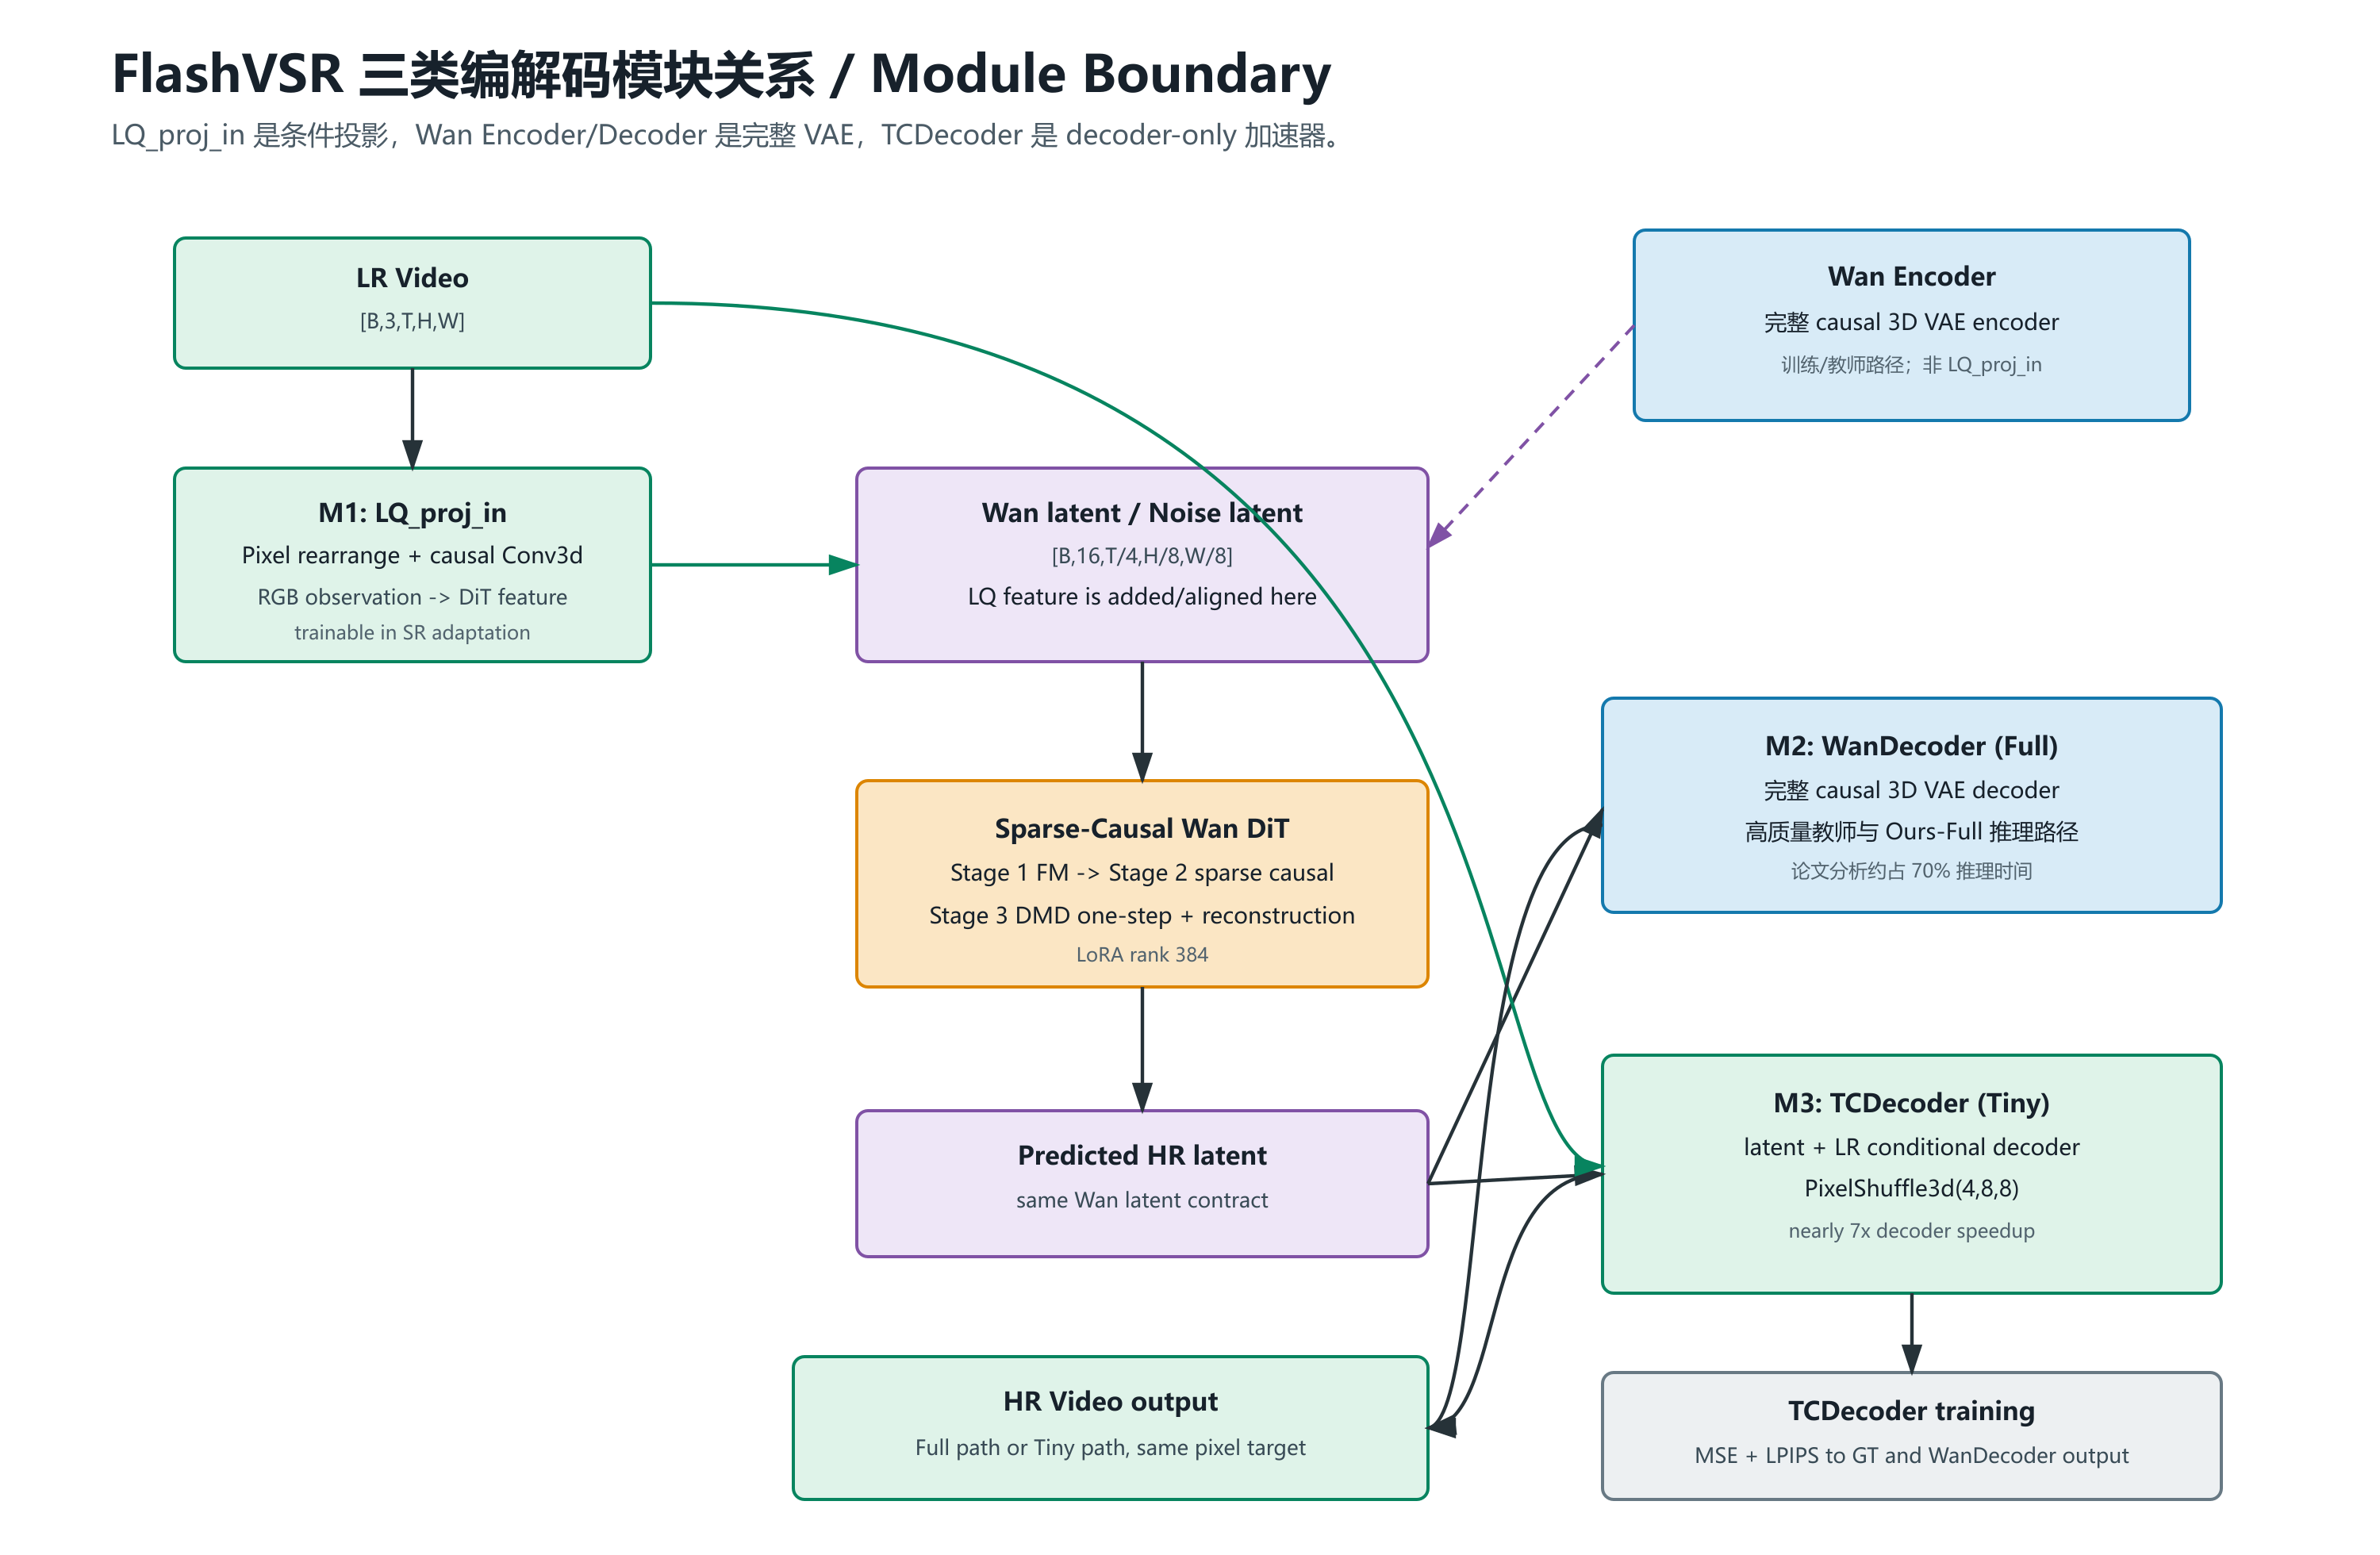 FlashVSR 三类编解码模块关系 / Module Boundary
LQ_proj_in 是条件投影，Wan Encoder/Decoder 是完整 VAE，TCDecoder 是 decoder-only 加速器。
LR Video
[B,3,T,H,W]
Wan Encoder
完整 causal 3D VAE encoder
训练/教师路径；非 LQ_proj_in
M1: LQ_proj_in
Pixel rearrange + causal Conv3d
RGB observation -> DiT feature
trainable in SR adaptation
Wan latent / Noise latent
[B,16,T/4,H/8,W/8]
LQ feature is added/aligned here
M2: WanDecoder (Full)
完整 causal 3D VAE decoder
高质量教师与 Ours-Full 推理路径
论文分析约占 70% 推理时间
Sparse-Causal Wan DiT
Stage 1 FM -> Stage 2 sparse causal
Stage 3 DMD one-step + reconstruction
LoRA rank 384
Predicted HR latent
same Wan latent contract
M3: TCDecoder (Tiny)
latent + LR conditional decoder
PixelShuffle3d(4,8,8)
nearly 7x decoder speedup
HR Video output
Full path or Tiny path, same pixel target
TCDecoder training
MSE + LPIPS to GT and WanDecoder output